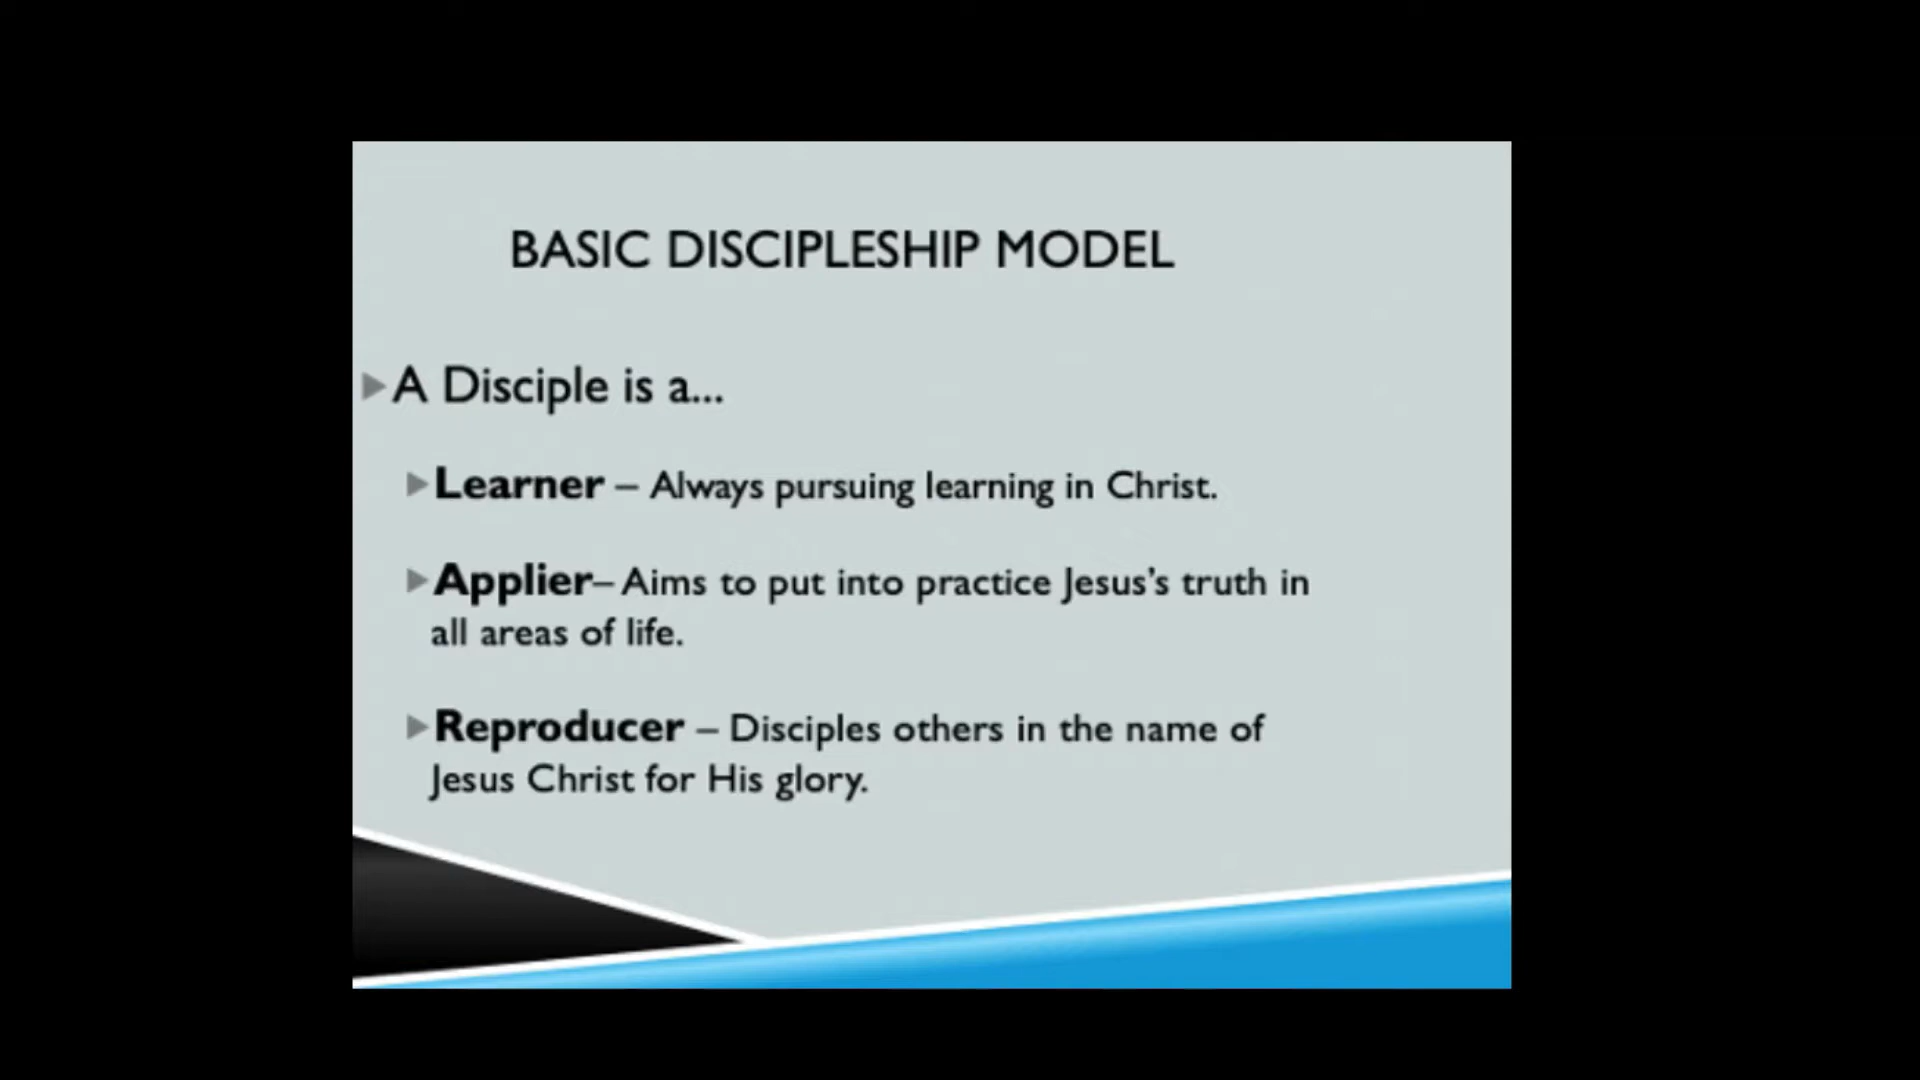 BASIC DISCIPLESHIP MODEL
A Disciple is a...
Learner – Always pursuing learning in Christ.
Applier– Aims to put into practice Jesus's truth in
all areas of life.
Reproducer – Disciples others in the name of
Jesus Christ for His glory.